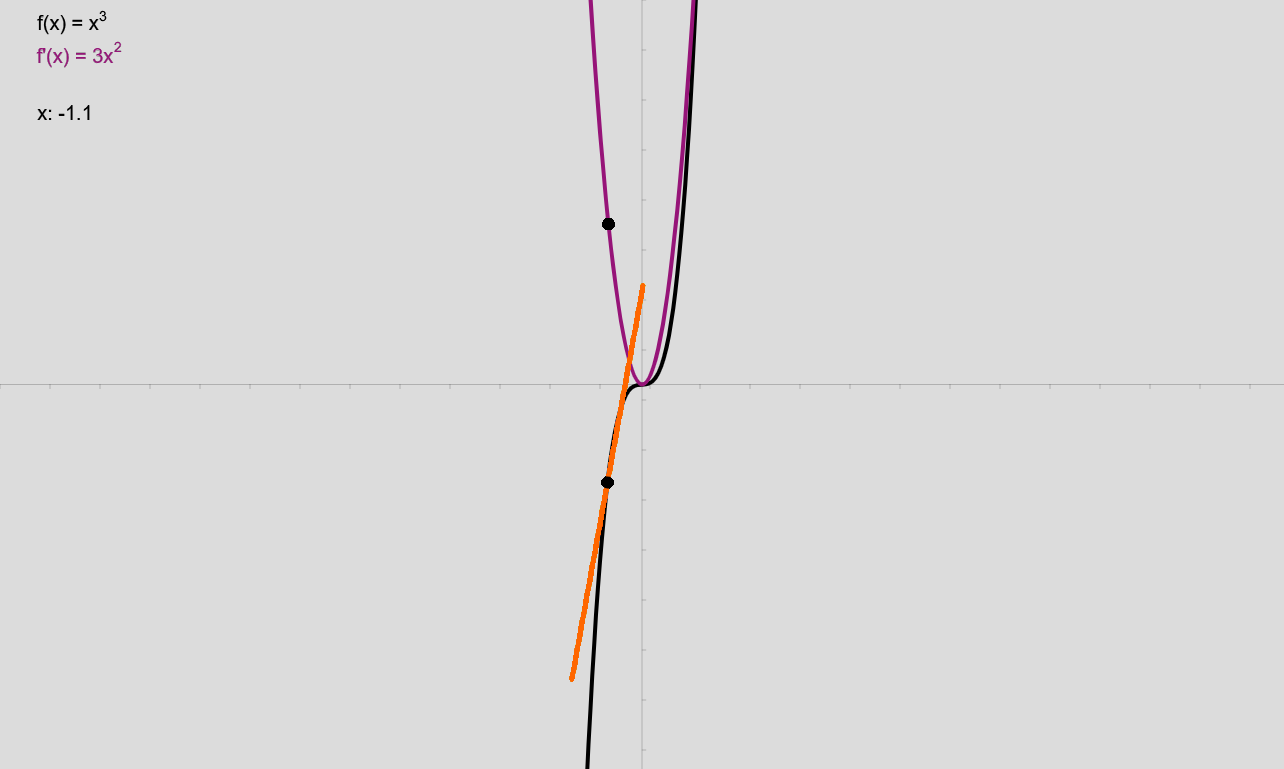 f(x) = x³
f'(x) = 3x²
x: -1.1